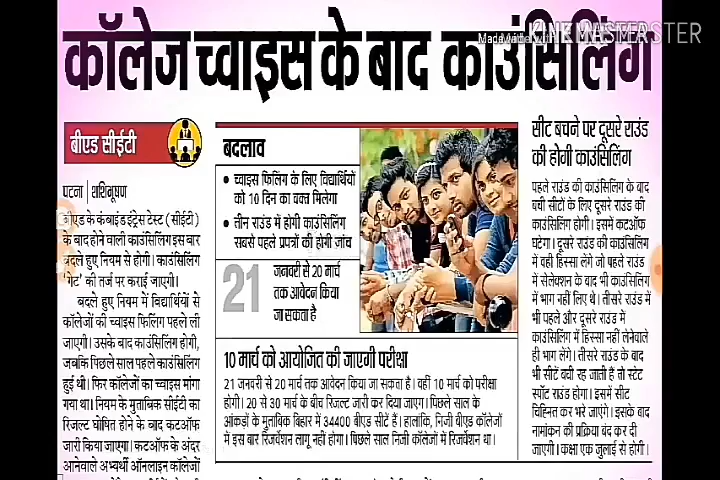 Made with KINEMASTER
कॉलेज च्वाइस के बाद काउंसिलिंग
बीएड सीईटी
पटना | शशिभूषण
बीएड के कंबाइंड इंट्रेंस टेस्ट (सीईटी)
के बाद होने वाली काउंसिलिंग इस बार
बदले हुए नियम से होगी। काउंसिलिंग
'गेट' की तर्ज पर कराई जाएगी।
बदले हुए नियम में विद्यार्थियों से
कॉलेजों की च्वाइस फिलिंग पहले ली
जाएगी। उसके बाद काउंसिलिंग होगी,
जबकि पिछले साल पहले काउंसिलिंग
हुई थी। फिर कॉलेजों का च्वाइस मांगा
गया था। नियम के मुताबिक सीईटी का
रिजल्ट घोषित होने के बाद कटऑफ
जारी किया जाएगा। कटऑफ के अंदर
आनेवाले अभ्यर्थी ऑनलाइन कॉलेजों
बदलाव
• च्वाइस फिलिंग के लिए विद्यार्थियों
को 10 दिन का वक्त मिलेगा
• तीन राउंड में होगी काउंसिलिंग
सबसे पहले प्रपत्रों की होगी जांच
21 जनवरी से 20 मार्च
तक आवेदन किया
जा सकता है
10 मार्च को आयोजित की जाएगी परीक्षा
21 जनवरी से 20 मार्च तक आवेदन किया जा सकता है। वहीं 10 मार्च को परीक्षा
होगी। 20 से 30 मार्च के बीच रिजल्ट जारी कर दिया जाएगा। पिछले साल के
आंकड़ों के मुताबिक बिहार में 34400 बीएड सीटें हैं। हालांकि, निजी बीएड कॉलेजों
में इस बार रिजर्वेशन लागू नहीं होगा। पिछले साल निजी कॉलेजों में रिजर्वेशन था।
सीट बचने पर दूसरे राउंड
की होगी काउंसिलिंग
पहले राउंड की काउंसिलिंग के बाद
बची सीटों के लिए दूसरे राउंड की
काउंसिलिंग होगी। इसमें कटऑफ
घटेगा। दूसरे राउंड की काउंसिलिंग
में वही हिस्सा लेंगे जो पहले राउंड
में सेलेक्शन के बाद भी काउंसिलिंग
में भाग नहीं लिए थे। तीसरे राउंड में
भी पहले और दूसरे राउंड में
काउंसिलिंग में हिस्सा नहीं लेनेवाले
ही भाग लेंगे। तीसरे राउंड के बाद
भी सीटें बची रह जाती हैं तो स्टेट
स्पॉट राउंड होगा। इसमें सीट
चिह्नित कर भरे जाएंगे। इसके बाद
नामांकन की प्रक्रिया बंद कर दी
जाएगी। कक्षा एक जुलाई से होगी।